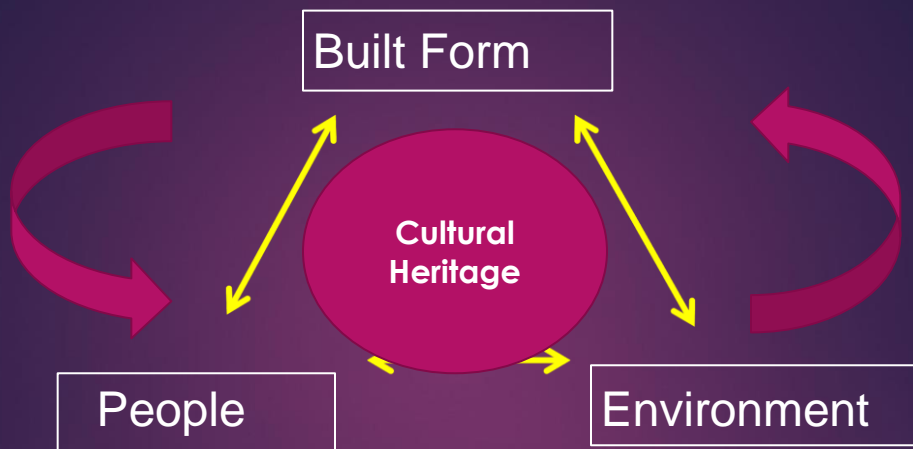 Built Form
Cultural
Heritage
People
Environment